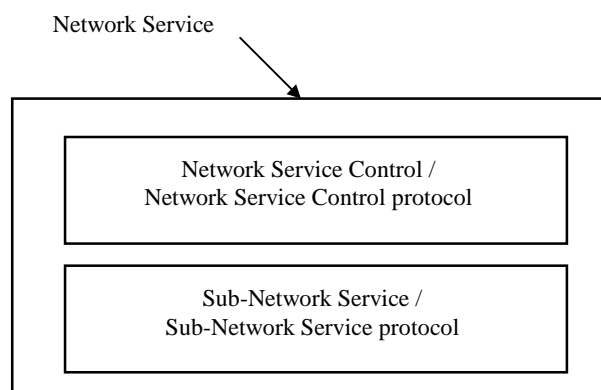 Network Service
Network Service Control /
Network Service Control protocol
Sub-Network Service /
Sub-Network Service protocol